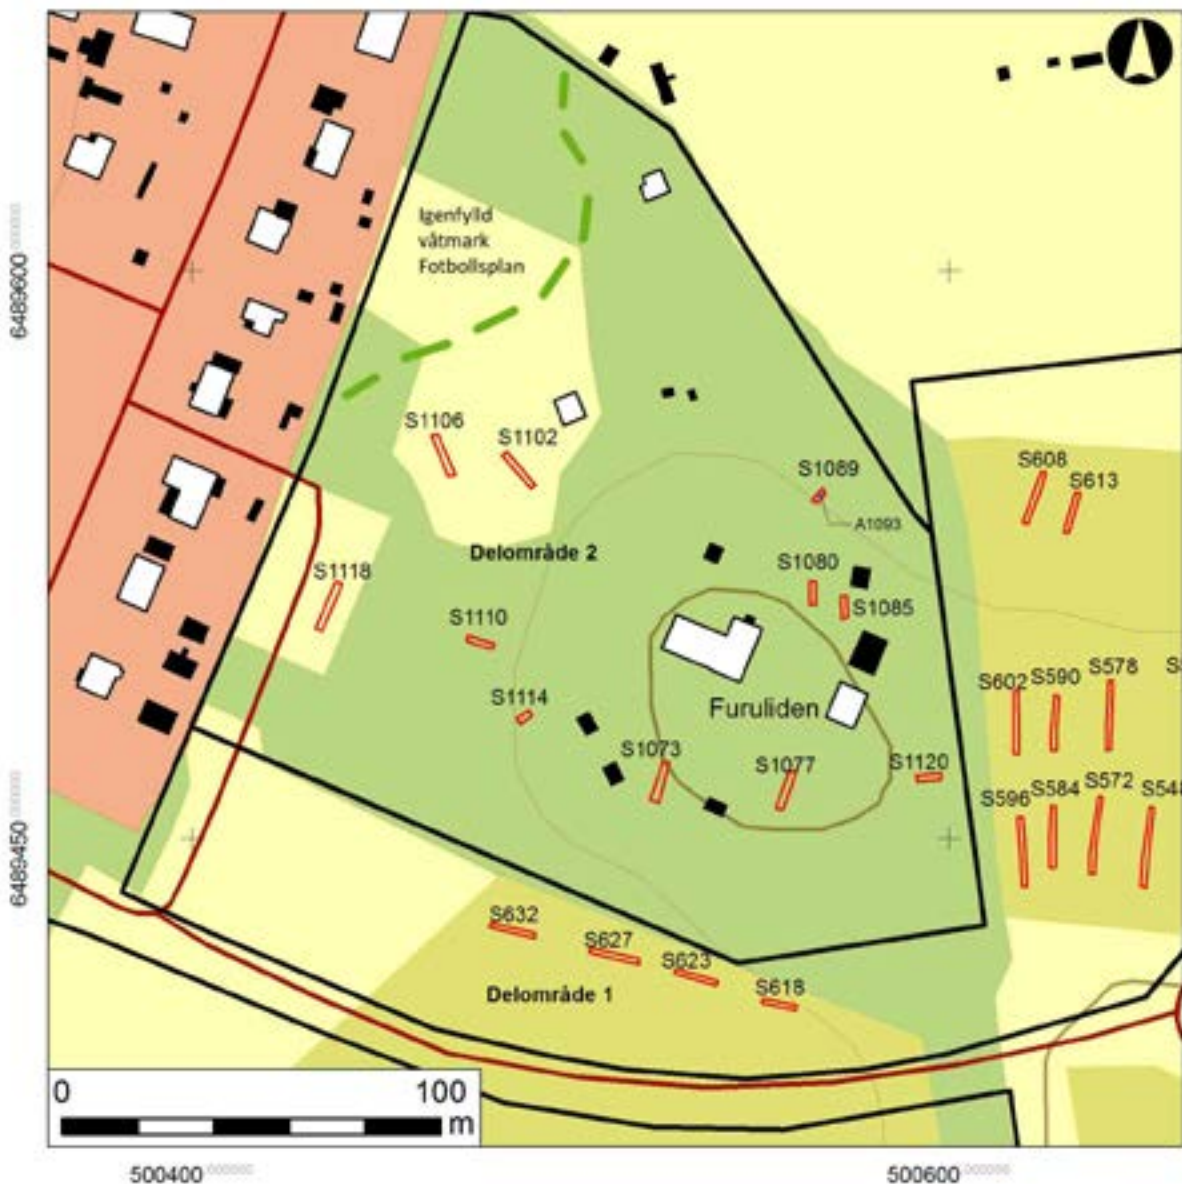 Igenfylld
våtmark
Fotbollsplan
6489600
S1106
S1102
S1089
A1093
S608
S613
Delområde 2
S1118
S1080
S1085
S1110
S602
S590
S578
S1114
Furuliden
S1073
S1077
S1120
S596
S584
S572
S548
6489450
S632
S627
S623
S618
Delområde 1
0
100
m
500400
500600